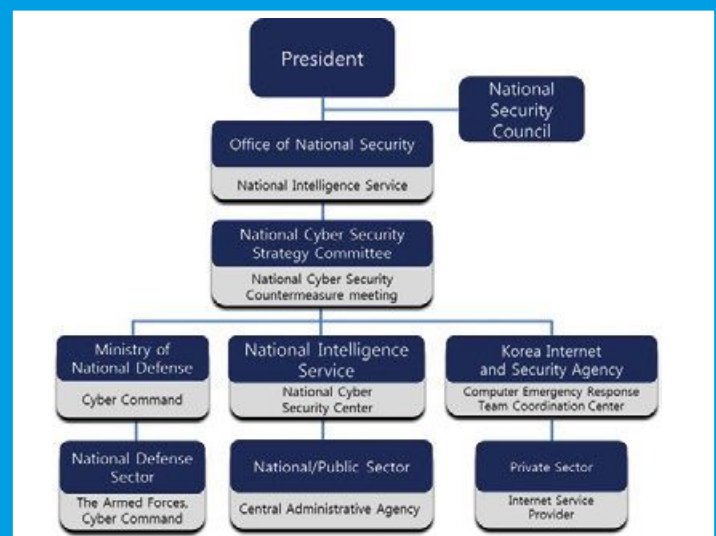 President
National
Security
Council
Office of National Security
National Intelligence Service
National Cyber Security
Strategy Committee
National Cyber Security
Countermeasure meeting
Ministry of
National Defense
Cyber Command
National Intelligence
Service
National Cyber
Security Center
Korea Internet
and Security Agency
Computer Emergency Response
Team Coordination Center
National Defense
Sector
The Armed Forces,
Cyber Command
National/Public Sector
Central Administrative Agency
Private Sector
Internet Service
Provider